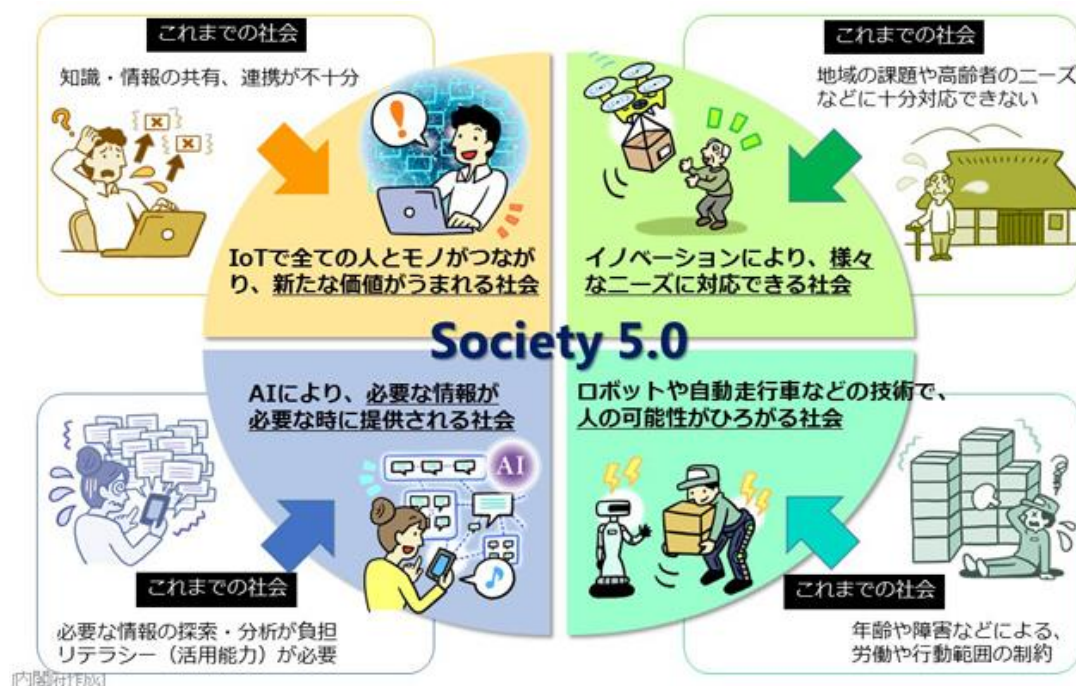 これまでの社会
知識・情報の共有、連携が不十分
IoTで全ての人とモノがつなが
り、新たな価値がうまれる社会
これまでの社会
地域の課題や高齢者のニーズ
などに十分対応できない
イノベーションにより、様々
なニーズに対応できる社会
Society 5.0
AIにより、必要な情報が
必要な時に提供される社会
AI
これまでの社会
必要な情報の探索・分析が負担
リテラシー（活用能力）が必要
ロボットや自動走行車などの技術で、
人の可能性がひろがる社会
これまでの社会
年齢や障害などによる、
労働や行動範囲の制約
[内閣府作成]